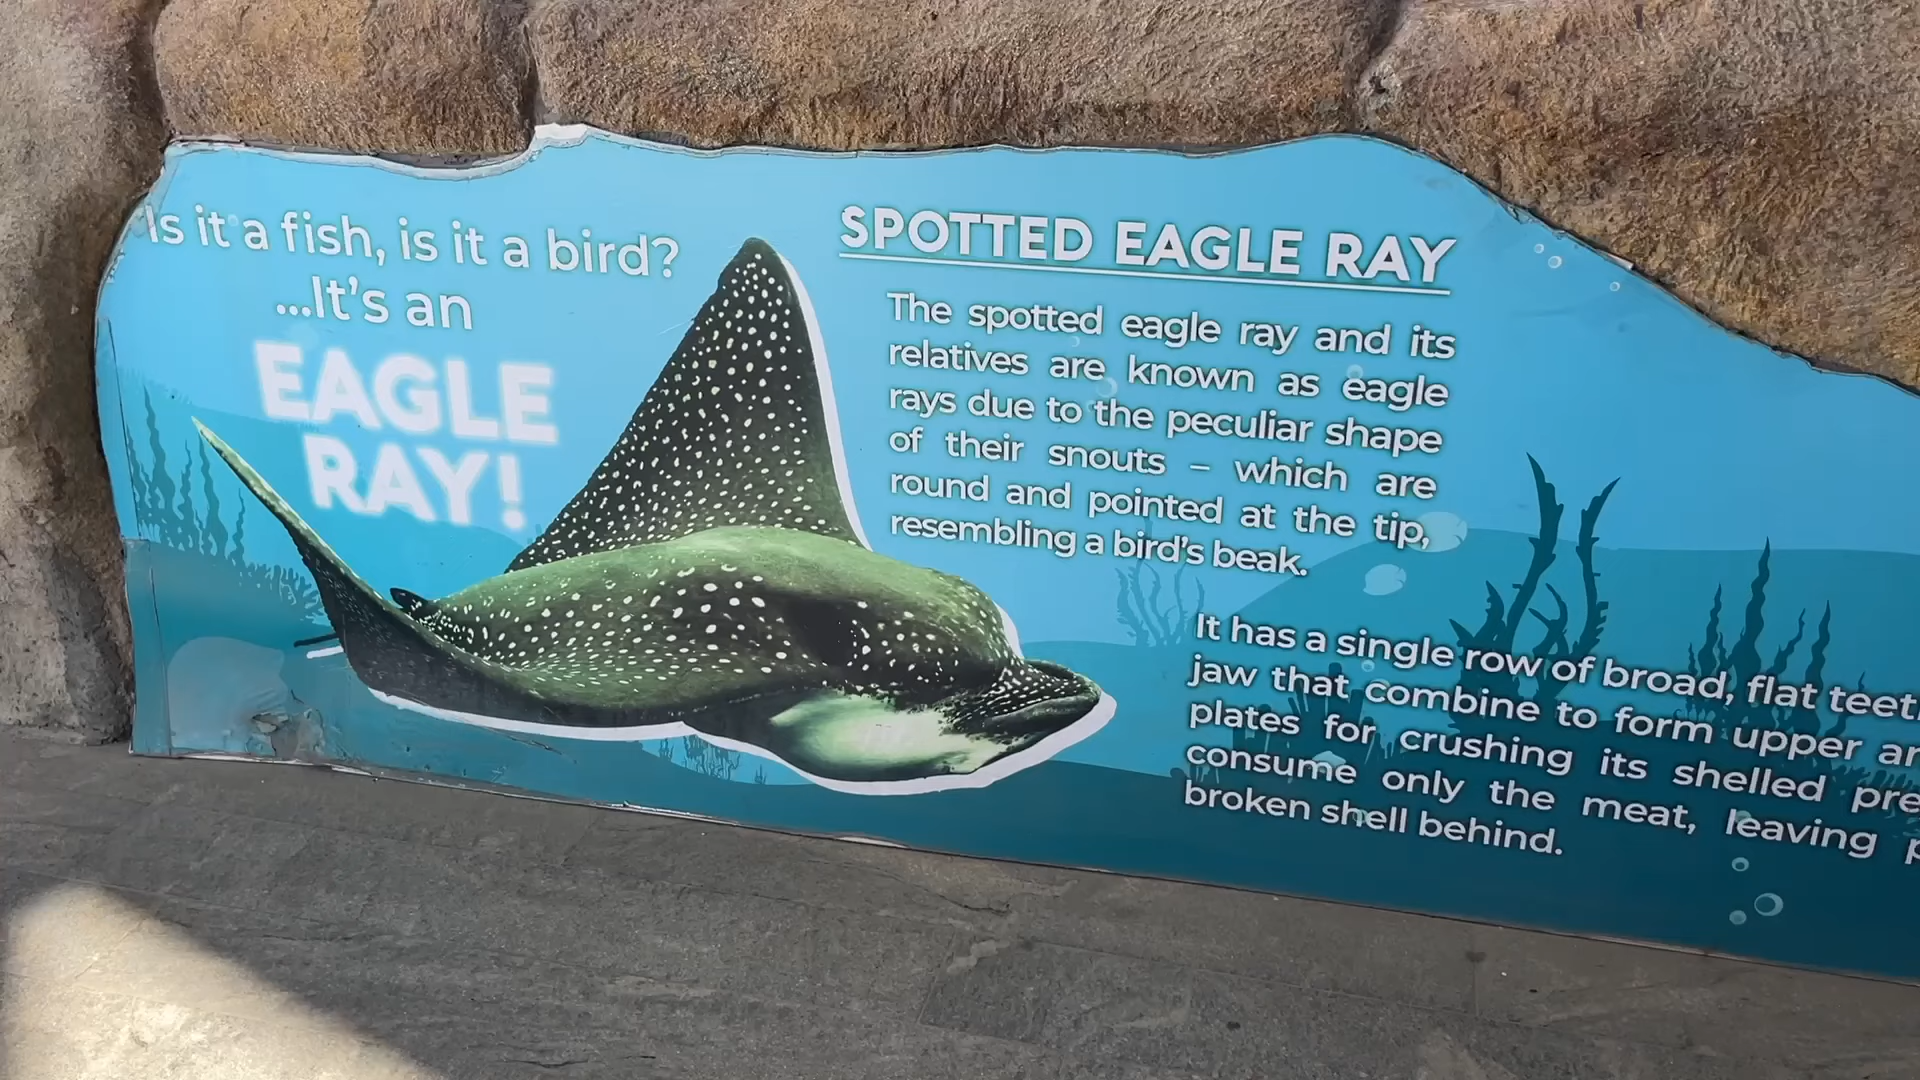 Is it a fish, is it a bird?
...It's an
EAGLE
RAY!
SPOTTED EAGLE RAY
The spotted eagle ray and its
relatives are known as eagle
rays due to the peculiar shape
of their snouts – which are
round and pointed at the tip,
resembling a bird's beak.
It has a single row of broad, flat
jaw that combine to form upper
plates for crushing its shelled
consume only the meat, leaving
broken shell behind.